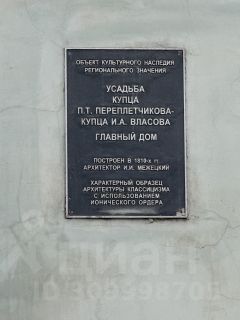 ОБЪЕКТ КУЛЬТУРНОГО НАСЛЕДИЯ
РЕГИОНАЛЬНОГО ЗНАЧЕНИЯ
УСАДЬБА
КУПЦА
П.Т. ПЕРЕПЛЕТЧИКОВА-
КУПЦА И.А. ВЛАСОВА
ГЛАВНЫЙ ДОМ
ПОСТРОЕН В 1810-х гг.
АРХИТЕКТОР И.И. МЕЖЕЦКИЙ
ХАРАКТЕРНЫЙ ОБРАЗЕЦ
АРХИТЕКТУРЫ КЛАССИЦИЗМА
С ИСПОЛЬЗОВАНИЕМ
ИОНИЧЕСКОГО ОРДЕРА